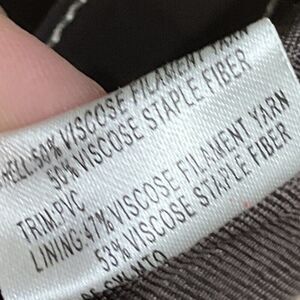 SHELL:50% VISCOSE FILAMENT YARN
50% VISCOSE STAPLE FIBER
TRIM:PVC
LINING:47% VISCOSE FILAMENT YARN
53% VISCOSE STAPLE FIBER